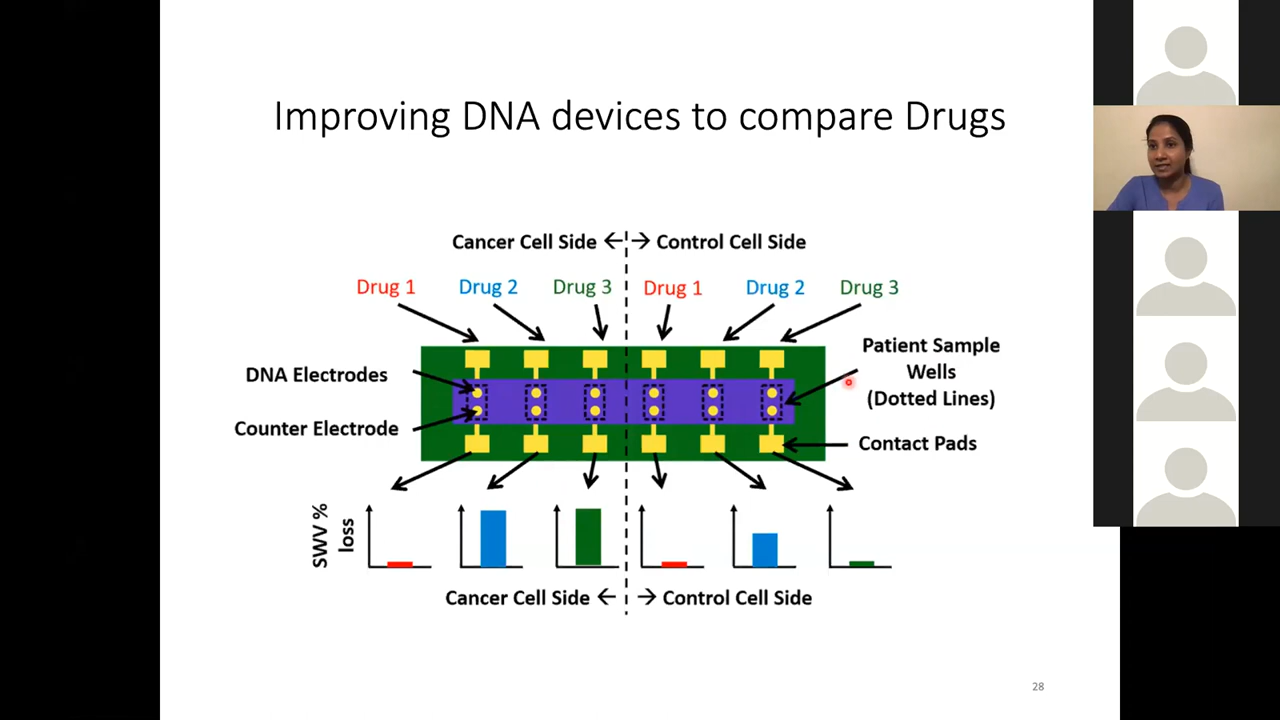 Improving DNA devices to compare Drugs
Cancer Cell Side ← → Control Cell Side
Drug 1 Drug 2 Drug 3 Drug 1 Drug 2 Drug 3
DNA Electrodes
Counter Electrode
Patient Sample
Wells
(Dotted Lines)
Contact Pads
SWV %
loss
Cancer Cell Side ← → Control Cell Side
28